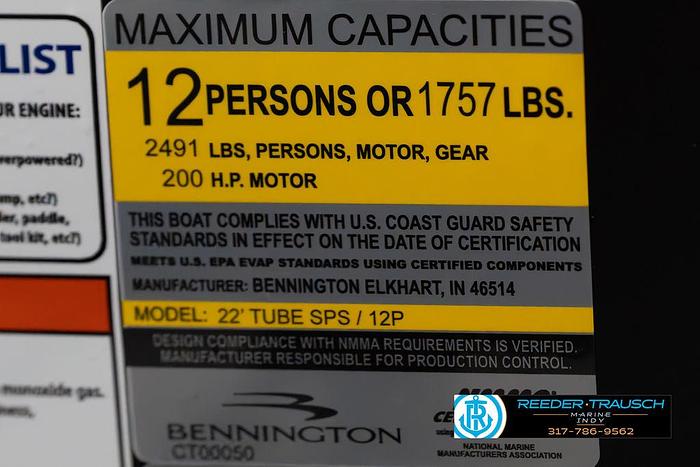 MAXIMUM CAPACITIES
12 PERSONS OR 1757 LBS.
2491 LBS, PERSONS, MOTOR, GEAR
200 H.P. MOTOR
THIS BOAT COMPLIES WITH U.S. COAST GUARD SAFETY
STANDARDS IN EFFECT ON THE DATE OF CERTIFICATION
MEETS U.S. EPA EVAP STANDARDS USING CERTIFIED COMPONENTS
MANUFACTURER: BENNINGTON ELKHART, IN 46514
MODEL: 22' TUBE SPS / 12P
DESIGN COMPLIANCE WITH NMMA REQUIREMENTS IS VERIFIED.
MANUFACTURER RESPONSIBLE FOR PRODUCTION CONTROL.
BENNINGTON
CT00050
NATIONAL MARINE
MANUFACTURERS ASSOCIATION
LIST
UR ENGINE:
verpowered?)
mp, etc?)
der, paddle,
tool kit, etc?)
monoxide gas.
REEDER·TRAUSCH
MARINE
INDY
317-786-9562